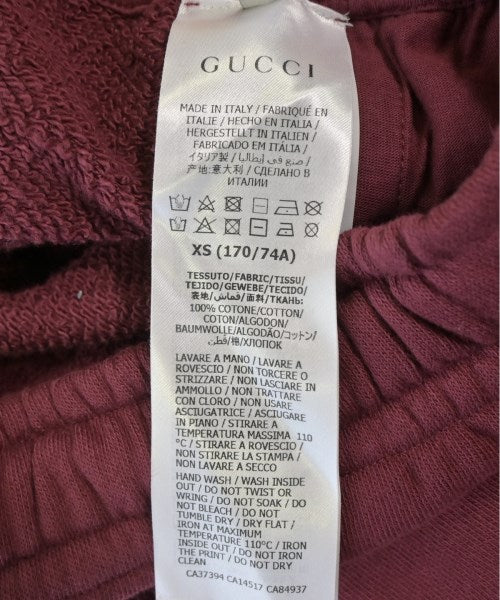 GUCCI
MADE IN ITALY / FABRIQUÉ EN
ITALIE / HECHO EN ITALIA /
HERGESTELLT IN ITALIEN /
FABRICADO EM ITÁLIA /
イタリア製 / صنع في إيطاليا /
产地:意大利 / СДЕЛАНО В
ИТАЛИИ
XS (170/74A)
TESSUTO/FABRIC/TISSU/
TEJIDO/GEWEBE/TECIDO/
表地/قماش/面料/ТКАНЬ:
100% COTONE/COTTON/
COTON/ALGODON/
BAUMWOLLE/ALGODÃO/コットン/
قطن/棉/ХЛОПОК
LAVARE A MANO / LAVARE A
ROVESCIO / NON TORCERE O
STRIZZARE / NON LASCIARE IN
AMMOLLO / NON TRATTARE
CON CLORO / NON USARE
ASCIUGATRICE / ASCIUGARE
IN PIANO / STIRARE A
TEMPERATURA MASSIMA 110
°C / STIRARE A ROVESCIO /
NON STIRARE LA STAMPA /
NON LAVARE A SECCO
HAND WASH / WASH INSIDE
OUT / DO NOT TWIST OR
WRING / DO NOT SOAK / DO
NOT BLEACH / DO NOT
TUMBLE DRY / DRY FLAT /
IRON AT MAXIMUM
TEMPERATURE 110°C / IRON
INSIDE OUT / DO NOT IRON
THE PRINT / DO NOT DRY
CLEAN
CA37394 CA14517 CA84937